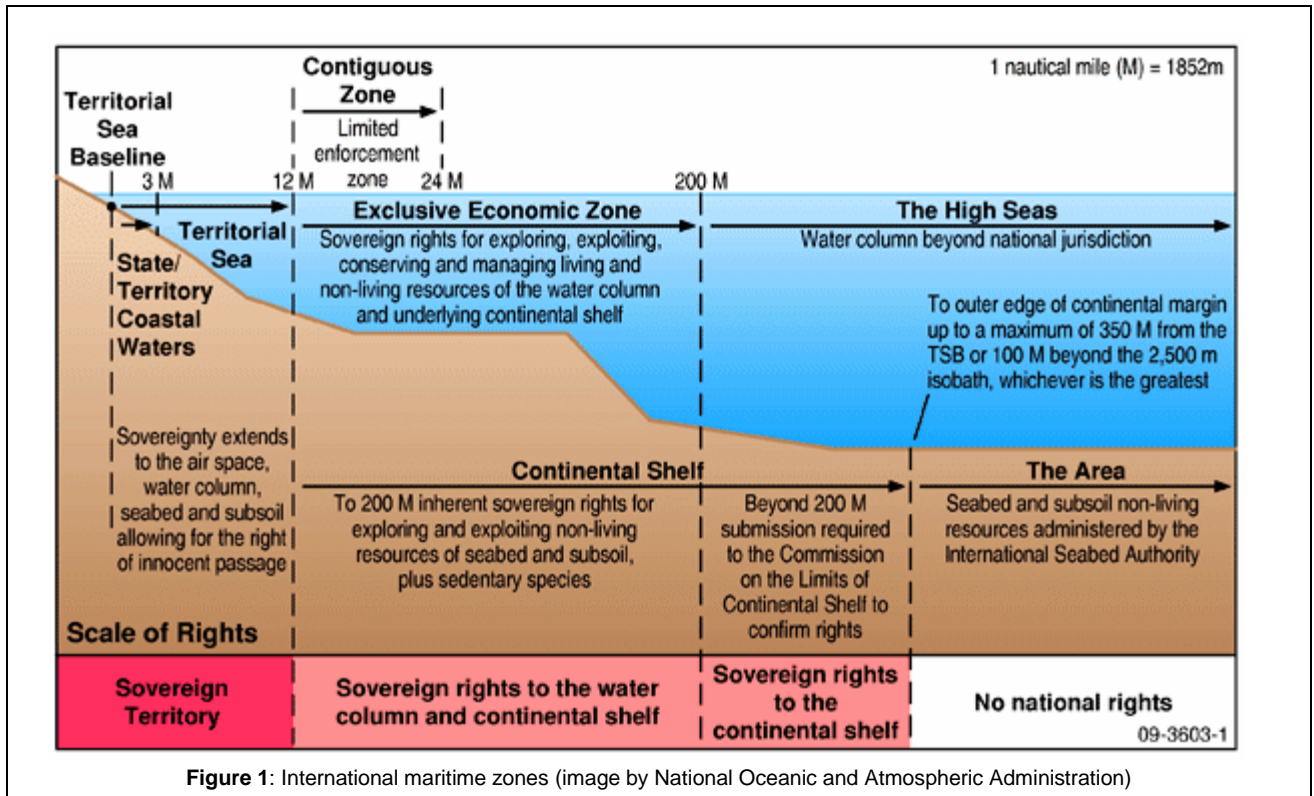 Contiguous
Zone
1 nautical mile (M) = 1852m
Territorial
Sea
Baseline
Limited
enforcement
zone
3 M
12 M
24 M
200 M
Territorial
Sea
State/
Territory
Coastal
Waters
Exclusive Economic Zone
Sovereign rights for exploring, exploiting,
conserving and managing living and
non-living resources of the water column
and underlying continental shelf
The High Seas
Water column beyond national jurisdiction
To outer edge of continental margin
up to a maximum of 350 M from the
TSB or 100 M beyond the 2,500 m
isobath, whichever is the greatest
Sovereignty extends
to the air space,
water column,
seabed and subsoil
allowing for the right
of innocent passage
Continental Shelf
To 200 M inherent sovereign rights for
exploring and exploiting non-living
resources of seabed and subsoil,
plus sedentary species
Beyond 200 M
submission required
to the Commission
on the Limits of
Continental Shelf to
confirm rights
The Area
Seabed and subsoil non-living
resources administered by the
International Seabed Authority
Scale of Rights
Sovereign
Territory
Sovereign rights to the water
column and continental shelf
Sovereign rights
to the
continental shelf
No national rights
09-3603-1
Figure 1: International maritime zones (image by National Oceanic and Atmospheric Administration)